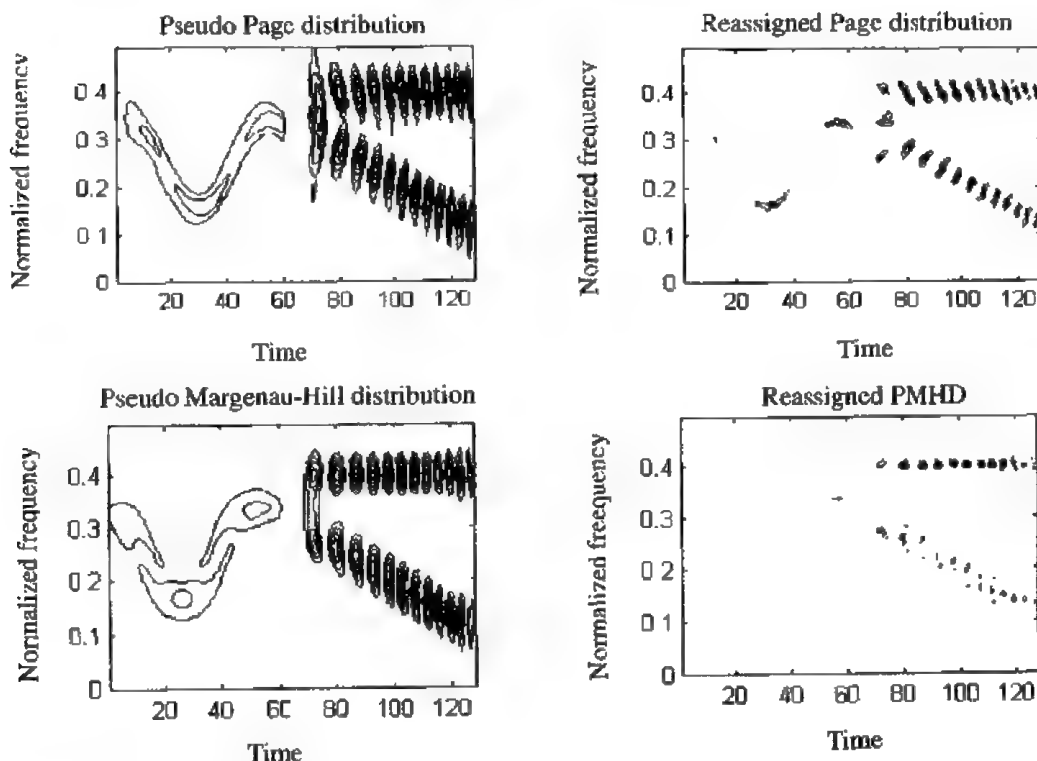 Pseudo Page distribution
Normalized frequency
0.4
0.3
0.2
0.1
0
20 40 60 80 100 120
Time
Reassigned Page distribution
Normalized frequency
0.4
0.3
0.2
0.1
0
20 40 60 80 100 120
Time
Pseudo Margenau-Hill distribution
Normalized frequency
0.4
0.3
0.2
0.1
0
20 40 60 80 100 120
Time
Reassigned PMHD
Normalized freequency
0.4
0.3
0.2
0.1
0
20 40 60 80 100 120
Time